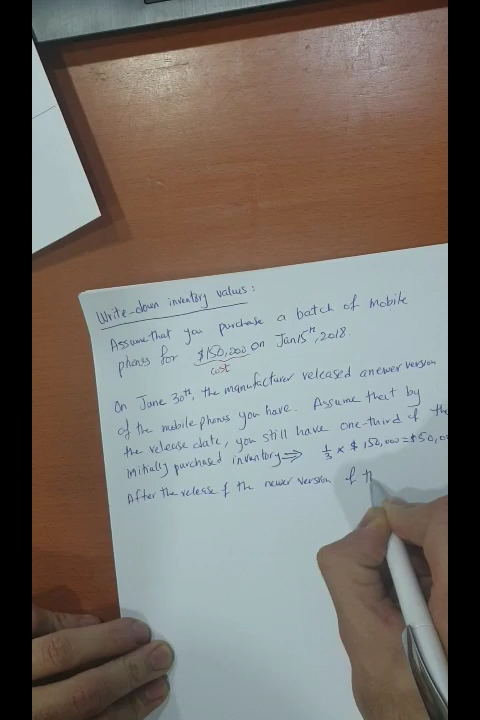 Write-down inventory values:
Assume that you purchase a batch of mobile
phones for $150,000 on Jan 15th, 2018.
cost
On June 30th, the manufacturer released a newer version
of the mobile phones you have. Assume that by
the release date, you still have one-third of the
initially purchased inventory ⇒ 1/3 × $150,000 = $50,00
After the release of the newer version of th